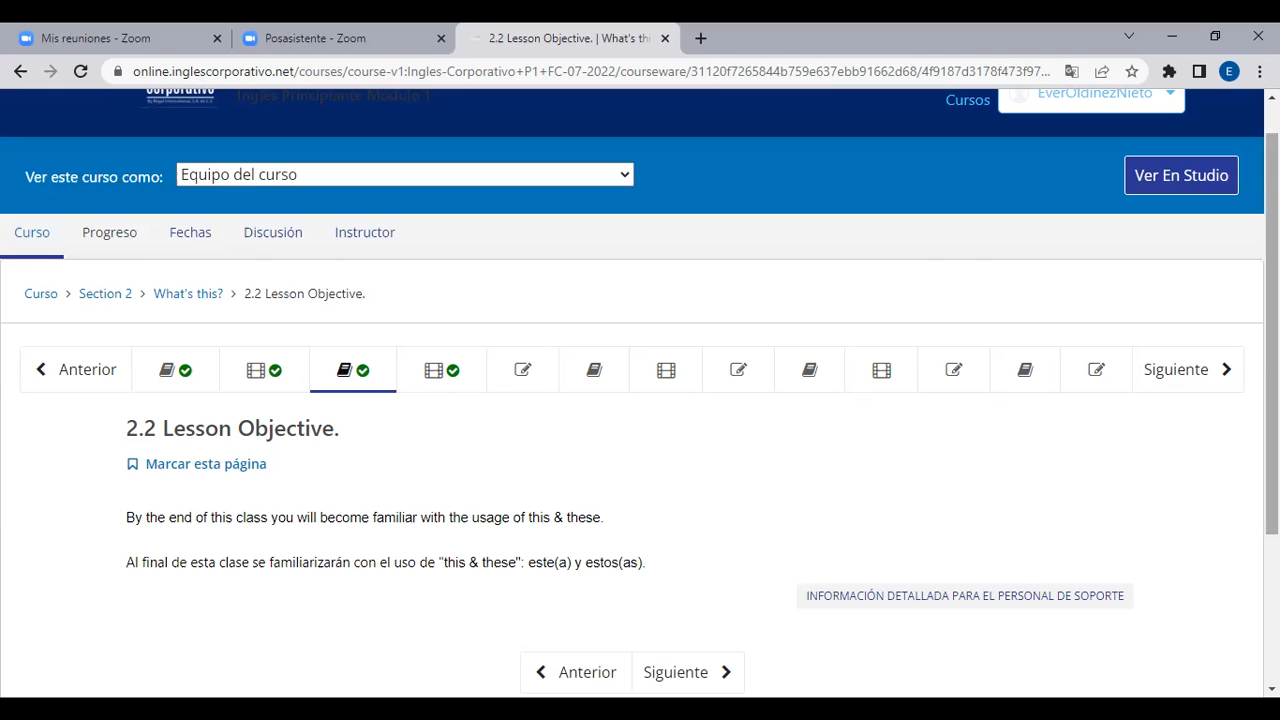 Mis reuniones - Zoom
Posasistente - Zoom
2.2 Lesson Objective. | What's thi
online.inglescorporativo.net/courses/course-v1:Ingles-Corporativo+P1+FC-07-2022/courseware/31120f7265844b759e637ebb91662d68/4f9187d3178f473f97...
E
Corporativo
Inglés Principiante Módulo 1
Cursos
EverOldinezNieto
Ver este curso como:
Equipo del curso
Ver En Studio
Curso
Progreso
Fechas
Discusión
Instructor
Curso > Section 2 > What's this? > 2.2 Lesson Objective.
Anterior
Siguiente
2.2 Lesson Objective.
Marcar esta página
By the end of this class you will become familiar with the usage of this & these.
Al final de esta clase se familiarizarán con el uso de "this & these": este(a) y estos(as).
INFORMACIÓN DETALLADA PARA EL PERSONAL DE SOPORTE
Anterior
Siguiente